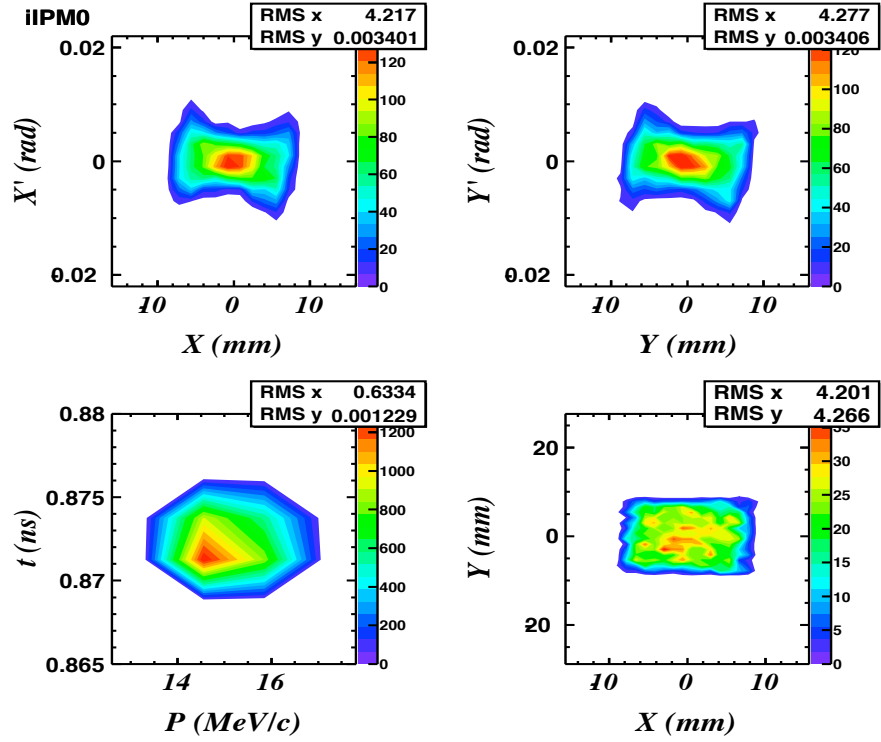 iIPM0
RMS x 4.217
RMS y 0.003401
0.02
0
-0.02
X' (rad)
-10 0 10
X (mm)
120
100
80
60
40
20
0
RMS x 4.277
RMS y 0.003406
0.02
0
-0.02
Y' (rad)
-10 0 10
Y (mm)
120
100
80
60
40
20
0
RMS x 0.6334
RMS y 0.001229
0.88
0.875
0.87
0.865
t (ns)
14 16
P (MeV/c)
1200
1000
800
600
400
200
0
RMS x 4.201
RMS y 4.266
20
0
-20
Y (mm)
-10 0 10
X (mm)
35
30
25
20
15
10
5
0